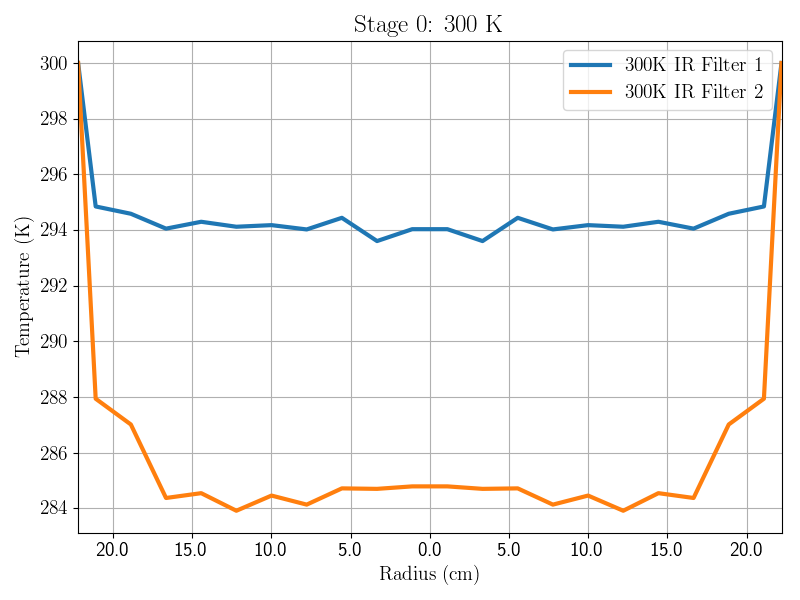 Stage 0: 300 K
300K IR Filter 1
300K IR Filter 2
Temperature (K)
300
298
296
294
292
290
288
286
284
20.0 15.0 10.0 5.0 0.0 5.0 10.0 15.0 20.0
Radius (cm)